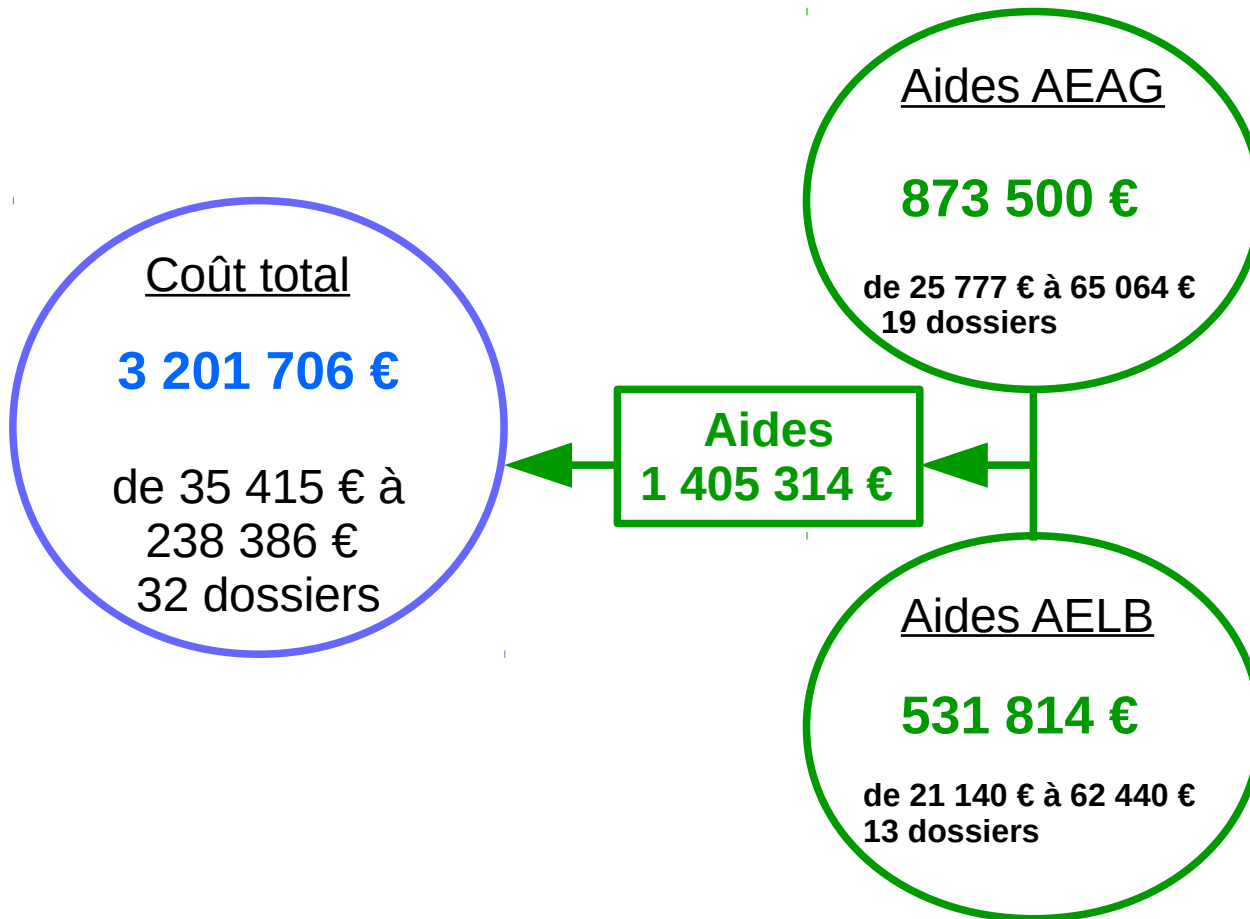 Coût total
3 201 706 €
de 35 415 € à
238 386 €
32 dossiers
Aides
1 405 314 €
Aides AEAG
873 500 €
de 25 777 € à 65 064 €
19 dossiers
Aides AELB
531 814 €
de 21 140 € à 62 440 €
13 dossiers